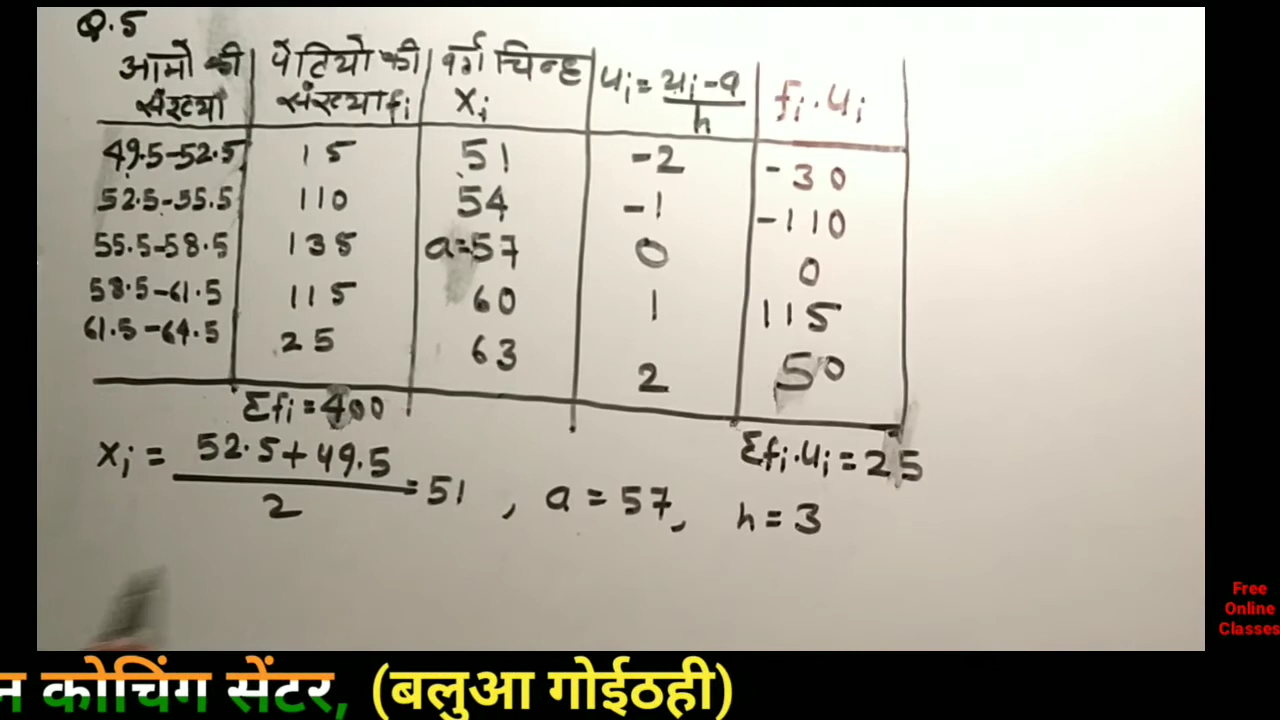 Q.5
आमो की संख्या | पेटियो की संख्या fi | वर्ग चिन्ह xi | ui = xi-a/h | fi.ui
49.5-52.5 | 15 | 51 | -2 | -30
52.5-55.5 | 110 | 54 | -1 | -110
55.5-58.5 | 135 | a=57 | 0 | 0
58.5-61.5 | 115 | 60 | 1 | 115
61.5-64.5 | 25 | 63 | 2 | 50
Σfi = 400
Σfi.ui = 25
xi = 52.5+49.5/2 = 51 , a = 57, h = 3
Free
Online
Classes
न कोचिंग सेंटर, (बलुआ गोईठही)